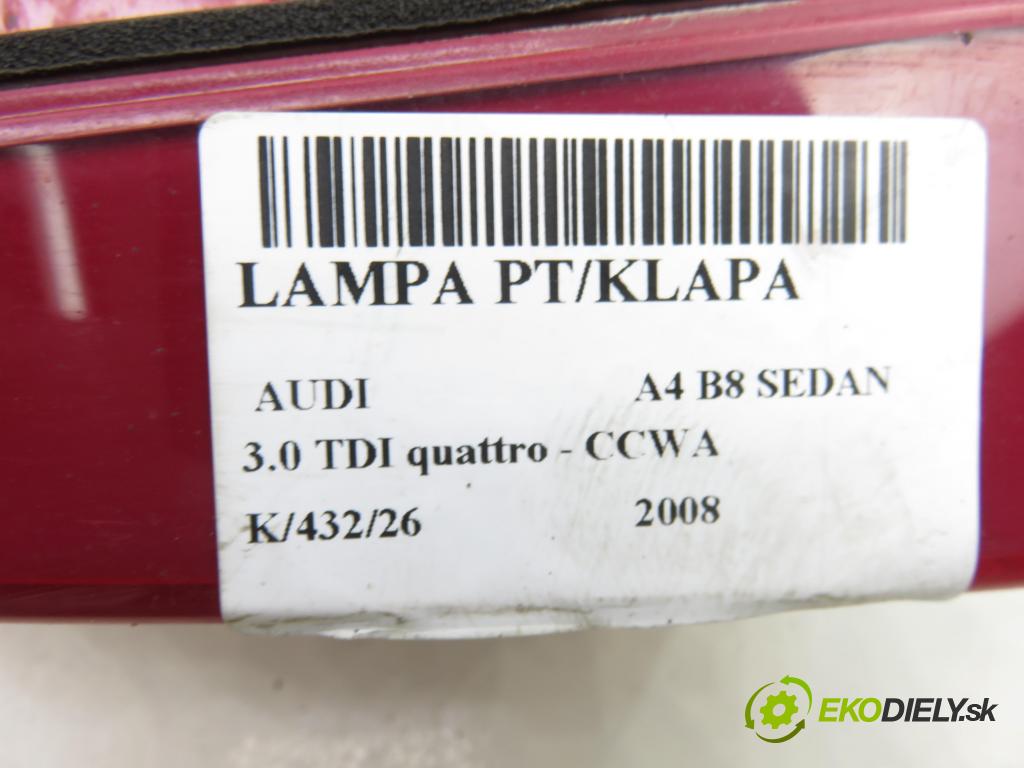 LAMPA PT/KLAPA
AUDI A4 B8 SEDAN
3.0 TDI quattro - CCWA
K/432/26 2008
EKODIELY.sk